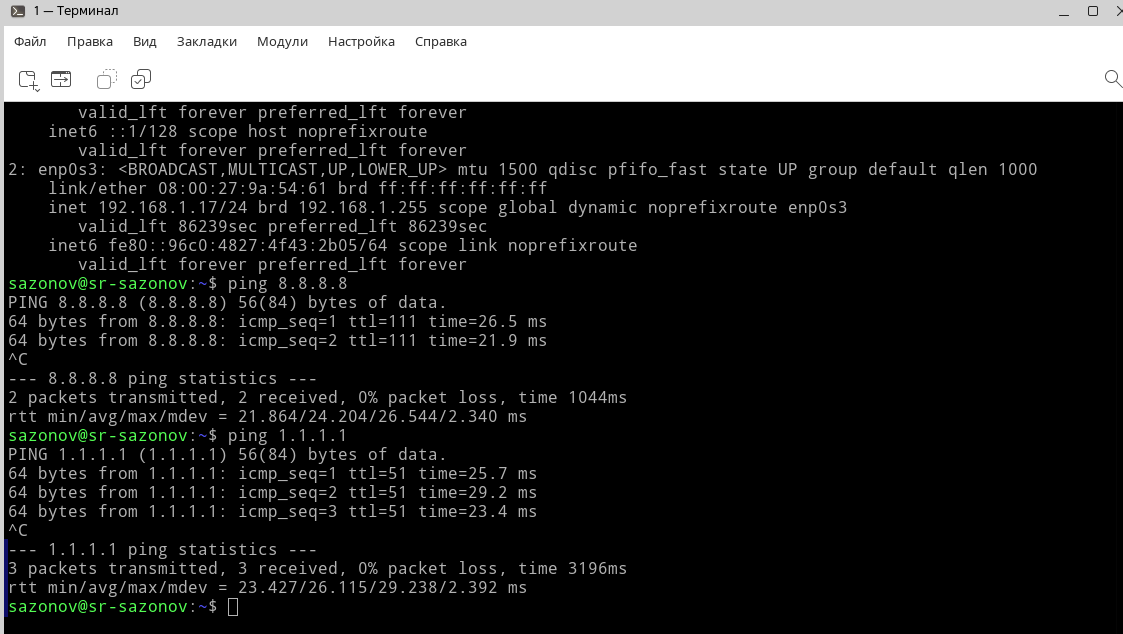 1 — Терминал
Файл Правка Вид Закладки Модули Настройка Справка
valid_lft forever preferred_lft forever
inet6 ::1/128 scope host noprefixroute
valid_lft forever preferred_lft forever
2: enp0s3: <BROADCAST,MULTICAST,UP,LOWER_UP> mtu 1500 qdisc pfifo_fast state UP group default qlen 1000
link/ether 08:00:27:9a:54:61 brd ff:ff:ff:ff:ff:ff
inet 192.168.1.17/24 brd 192.168.1.255 scope global dynamic noprefixroute enp0s3
valid_lft 86239sec preferred_lft 86239sec
inet6 fe80::96c0:4827:4f43:2b05/64 scope link noprefixroute
valid_lft forever preferred_lft forever
sazonov@sr-sazonov:~$ ping 8.8.8.8
PING 8.8.8.8 (8.8.8.8) 56(84) bytes of data.
64 bytes from 8.8.8.8: icmp_seq=1 ttl=111 time=26.5 ms
64 bytes from 8.8.8.8: icmp_seq=2 ttl=111 time=21.9 ms
^C
--- 8.8.8.8 ping statistics ---
2 packets transmitted, 2 received, 0% packet loss, time 1044ms
rtt min/avg/max/mdev = 21.864/24.204/26.544/2.340 ms
sazonov@sr-sazonov:~$ ping 1.1.1.1
PING 1.1.1.1 (1.1.1.1) 56(84) bytes of data.
64 bytes from 1.1.1.1: icmp_seq=1 ttl=51 time=25.7 ms
64 bytes from 1.1.1.1: icmp_seq=2 ttl=51 time=29.2 ms
64 bytes from 1.1.1.1: icmp_seq=3 ttl=51 time=23.4 ms
^C
--- 1.1.1.1 ping statistics ---
3 packets transmitted, 3 received, 0% packet loss, time 3196ms
rtt min/avg/max/mdev = 23.427/26.115/29.238/2.392 ms
sazonov@sr-sazonov:~$